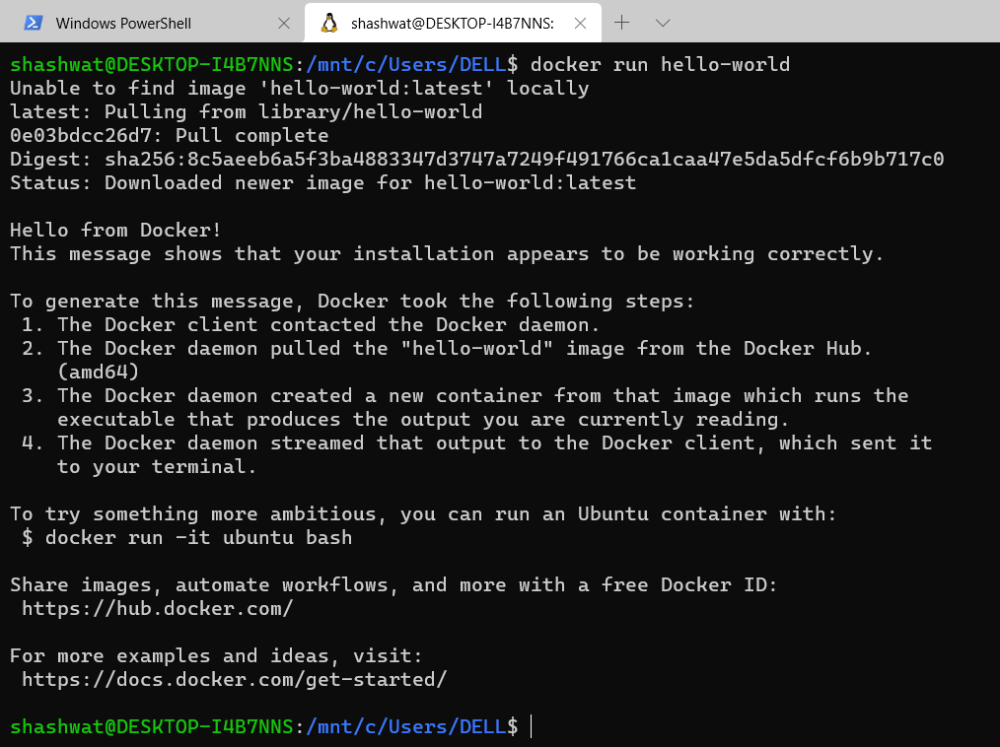 Windows PowerShell
shashwat@DESKTOP-I4B7NNS:
shashwat@DESKTOP-I4B7NNS:/mnt/c/Users/DELL$ docker run hello-world
Unable to find image 'hello-world:latest' locally
latest: Pulling from library/hello-world
0e03bdcc26d7: Pull complete
Digest: sha256:8c5aeeb6a5f3ba4883347d3747a7249f491766ca1caa47e5da5dfcf6b9b717c0
Status: Downloaded newer image for hello-world:latest

Hello from Docker!
This message shows that your installation appears to be working correctly.

To generate this message, Docker took the following steps:
 1. The Docker client contacted the Docker daemon.
 2. The Docker daemon pulled the "hello-world" image from the Docker Hub.
    (amd64)
 3. The Docker daemon created a new container from that image which runs the
    executable that produces the output you are currently reading.
 4. The Docker daemon streamed that output to the Docker client, which sent it
    to your terminal.

To try something more ambitious, you can run an Ubuntu container with:
 $ docker run -it ubuntu bash

Share images, automate workflows, and more with a free Docker ID:
 https://hub.docker.com/

For more examples and ideas, visit:
 https://docs.docker.com/get-started/

shashwat@DESKTOP-I4B7NNS:/mnt/c/Users/DELL$